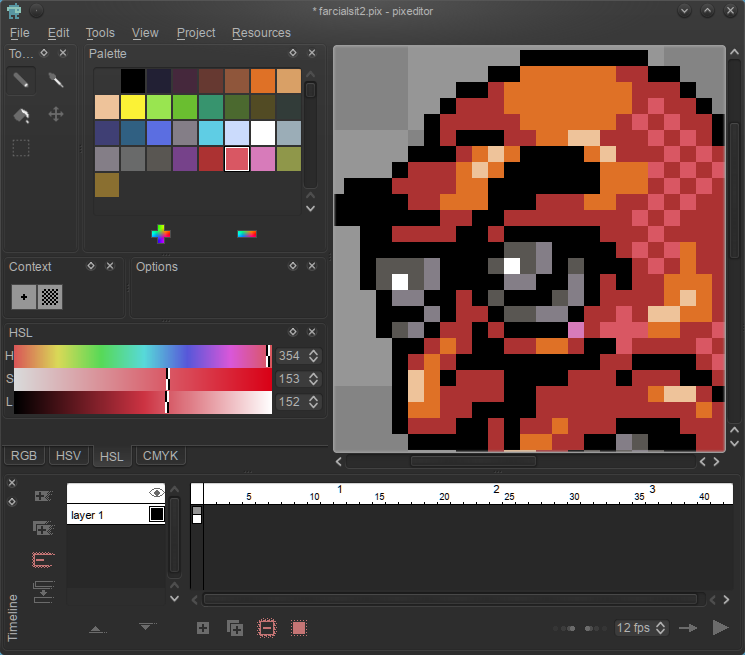 * farcialsit2.pix - pixeditor
File Edit Tools View Project Resources
To...
Palette
Context
Options
HSL
H 354
S 153
L 152
RGB HSV HSL CMYK
1 2 3
5 10 15 20 25 30 35 40
layer 1
Timeline
12 fps